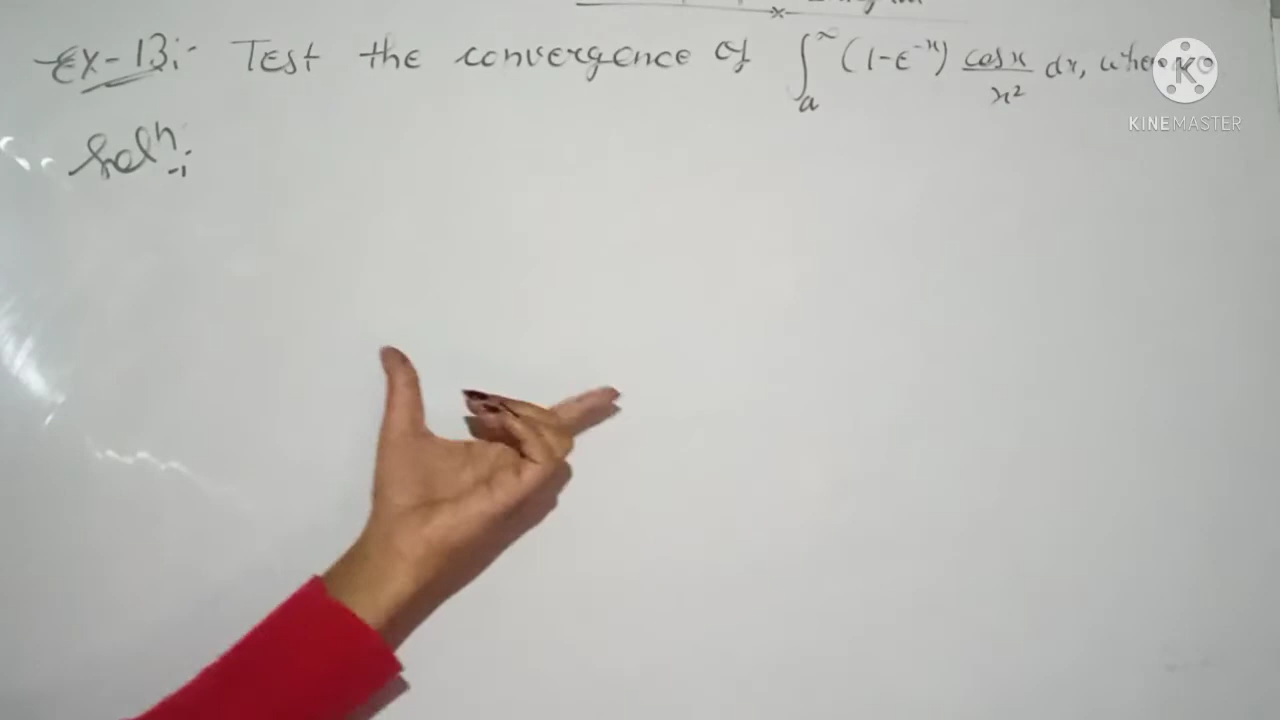 Ex-13:- Test the convergence of ∫_a^∞ (1-e^{-x}) cos x / x² dx, where
K
KINEMASTER
Solⁿ:-